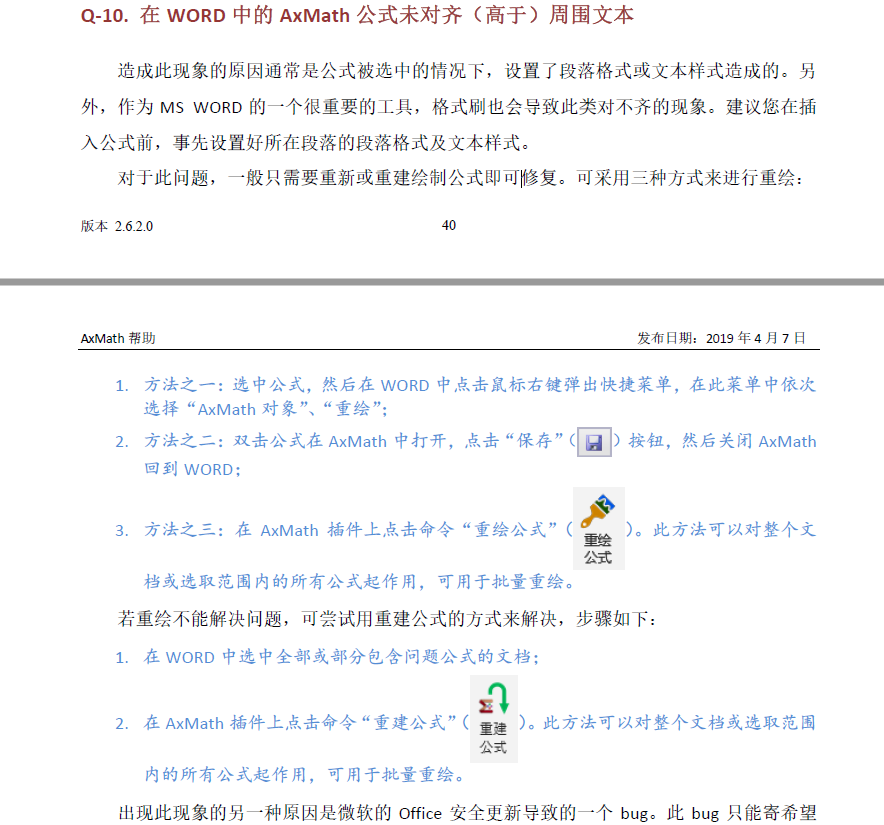 Q-10. 在 WORD 中的 AxMath 公式未对齐（高于）周围文本
造成此现象的原因通常是公式被选中的情况下，设置了段落格式或文本样式造成的。另
外，作为 MS WORD 的一个很重要的工具，格式刷也会导致此类对不齐的现象。建议您在插
入公式前，事先设置好所在段落的段落格式及文本样式。
对于此问题，一般只需要重新或重建绘制公式即可修复。可采用三种方式来进行重绘：
版本 2.6.2.0 40
AxMath 帮助 发布日期：2019 年 4 月 7 日
1. 方法之一：选中公式，然后在 WORD 中点击鼠标右键弹出快捷菜单，在此菜单中依次
选择“AxMath 对象”、“重绘”；
2. 方法之二：双击公式在 AxMath 中打开，点击“保存”（）按钮，然后关闭 AxMath
回到 WORD；
3. 方法之三：在 AxMath 插件上点击命令“重绘公式”（重绘公式）。此方法可以对整个文
档或选取范围内的所有公式起作用，可用于批量重绘。
若重绘不能解决问题，可尝试用重建公式的方式来解决，步骤如下：
1. 在 WORD 中选中全部或部分包含问题公式的文档；
2. 在 AxMath 插件上点击命令“重建公式”（重建公式）。此方法可以对整个文档或选取范围
内的所有公式起作用，可用于批量重绘。
出现此现象的另一种原因是微软的 Office 安全更新导致的一个 bug。此 bug 只能寄希望